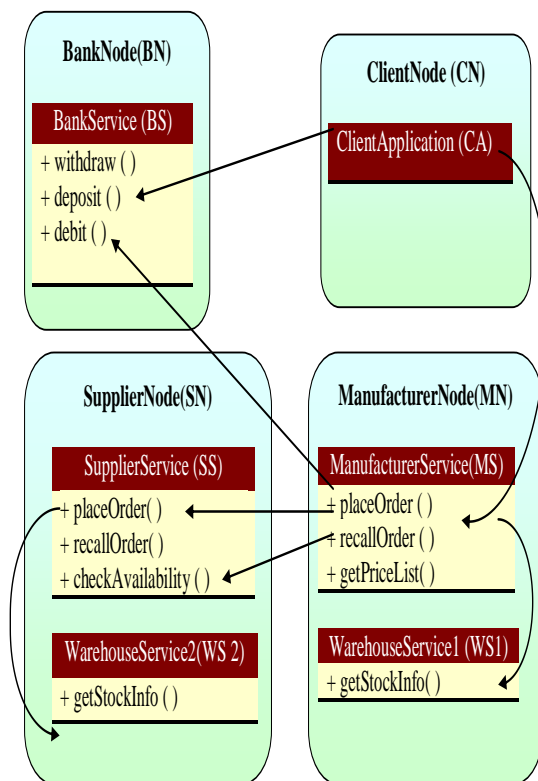 BankNode(BN)
BankService (BS)
+ withdraw ( )
+ deposit ( )
+ debit ( )
ClientNode (CN)
ClientApplication (CA)
SupplierNode(SN)
SupplierService (SS)
+ placeOrder( )
+ recallOrder( )
+ checkAvailability ( )
WarehouseService2(WS 2)
+ getStockInfo ( )
ManufacturerNode(MN)
ManufacturerService(MS)
+ placeOrder ( )
+ recallOrder ( )
+ getPriceList( )
WarehouseService1 (WS1)
+ getStockInfo( )